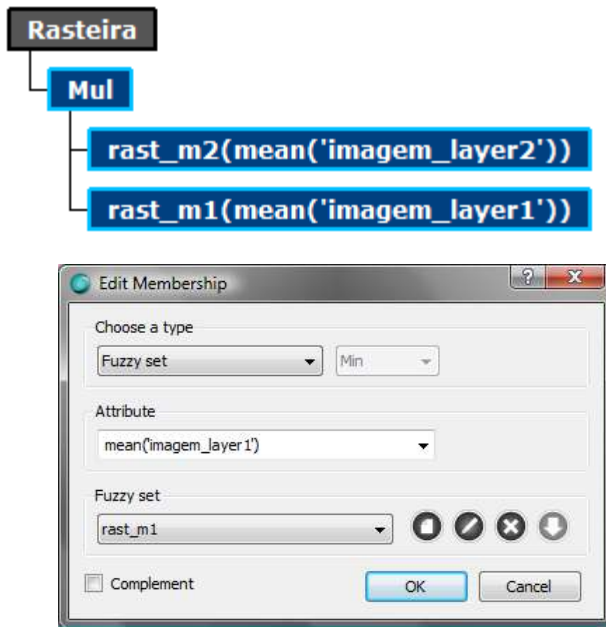 Rasteira
Mul
rast_m2(mean('imagem_layer2'))
rast_m1(mean('imagem_layer1'))
Edit Membership
Choose a type
Fuzzy set
Min
Attribute
mean('imagem_layer1')
Fuzzy set
rast_m1
Complement
OK
Cancel